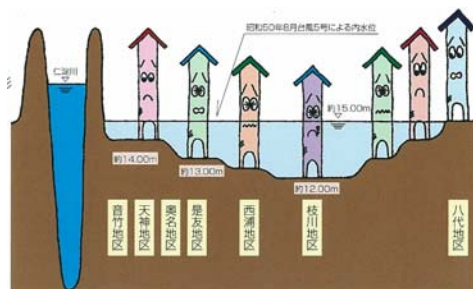 昭和50年8月台風5号による内水位
仁淀川
約15.00m
約14.00m
約13.00m
約12.00m
音竹地区
天神地区
奥名地区
是友地区
西浦地区
枝川地区
八代地区